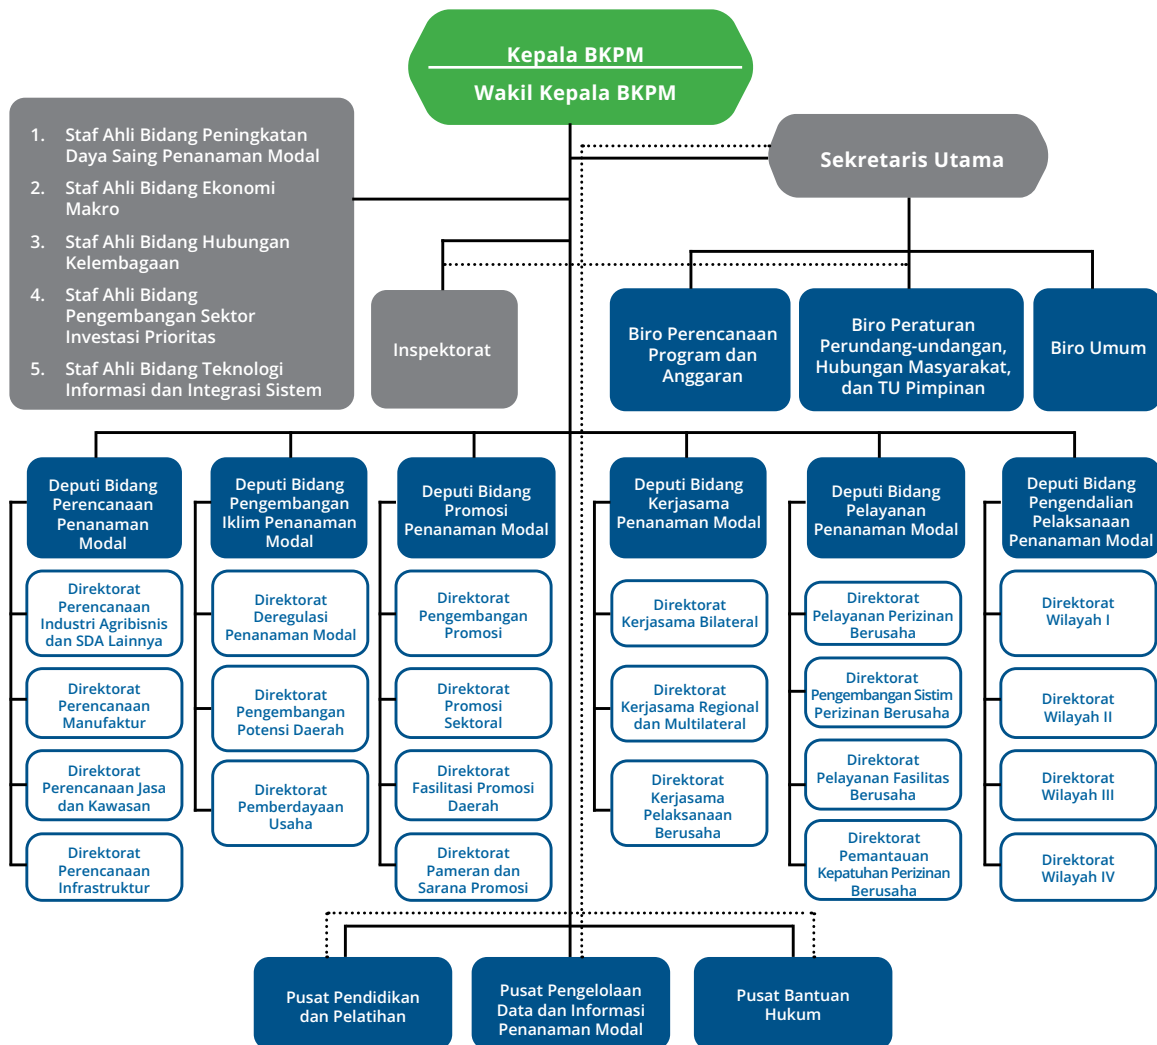 Kepala BKPM
Wakil Kepala BKPM
1. Staf Ahli Bidang Peningkatan
Daya Saing Penanaman Modal
2. Staf Ahli Bidang Ekonomi
Makro
3. Staf Ahli Bidang Hubungan
Kelembagaan
4. Staf Ahli Bidang
Pengembangan Sektor
Investasi Prioritas
5. Staf Ahli Bidang Teknologi
Informasi dan Integrasi Sistem
Sekretaris Utama
Inspektorat
Biro Perencanaan
Program dan
Anggaran
Biro Peraturan
Perundang-undangan,
Hubungan Masyarakat,
dan TU Pimpinan
Biro Umum
Deputi Bidang
Perencanaan
Penanaman
Modal
Direktorat
Perencanaan
Industri Agribisnis
dan SDA Lainnya
Direktorat
Perencanaan
Manufaktur
Direktorat
Perencanaan Jasa
dan Kawasan
Direktorat
Perencanaan
Infrastruktur
Deputi Bidang
Pengembangan
Iklim Penanaman
Modal
Direktorat
Deregulasi
Penanaman Modal
Direktorat
Pengembangan
Potensi Daerah
Direktorat
Pemberdayaan
Usaha
Deputi Bidang
Promosi
Penanaman Modal
Direktorat
Pengembangan
Promosi
Direktorat
Promosi
Sektoral
Direktorat
Fasilitasi Promosi
Daerah
Direktorat
Pameran dan
Sarana Promosi
Deputi Bidang
Kerjasama
Penanaman Modal
Direktorat
Kerjasama Bilateral
Direktorat
Kerjasama Regional
dan Multilateral
Direktorat
Kerjasama
Pelaksanaan
Berusaha
Deputi Bidang
Pelayanan
Penanaman Modal
Direktorat
Pelayanan Perizinan
Berusaha
Direktorat
Pengembangan Sistim
Perizinan Berusaha
Direktorat
Pelayanan Fasilitas
Berusaha
Direktorat
Pemantauan
Kepatuhan Perizinan
Berusaha
Deputi Bidang
Pengendalian
Pelaksanaan
Penanaman Modal
Direktorat
Wilayah I
Direktorat
Wilayah II
Direktorat
Wilayah III
Direktorat
Wilayah IV
Pusat Pendidikan
dan Pelatihan
Pusat Pengelolaan
Data dan Informasi
Penanaman Modal
Pusat Bantuan
Hukum